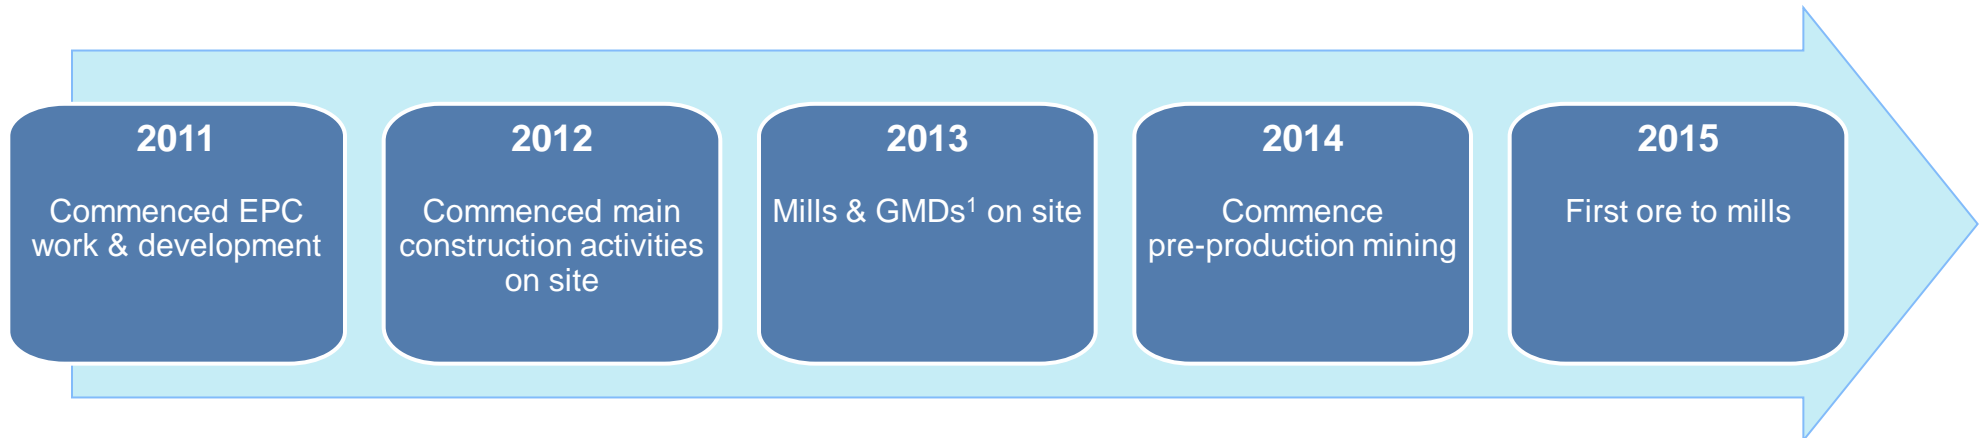 2011
Commenced EPC
work & development
2012
Commenced main
construction activities
on site
2013
Mills & GMDs¹ on site
2014
Commence
pre-production mining
2015
First ore to mills